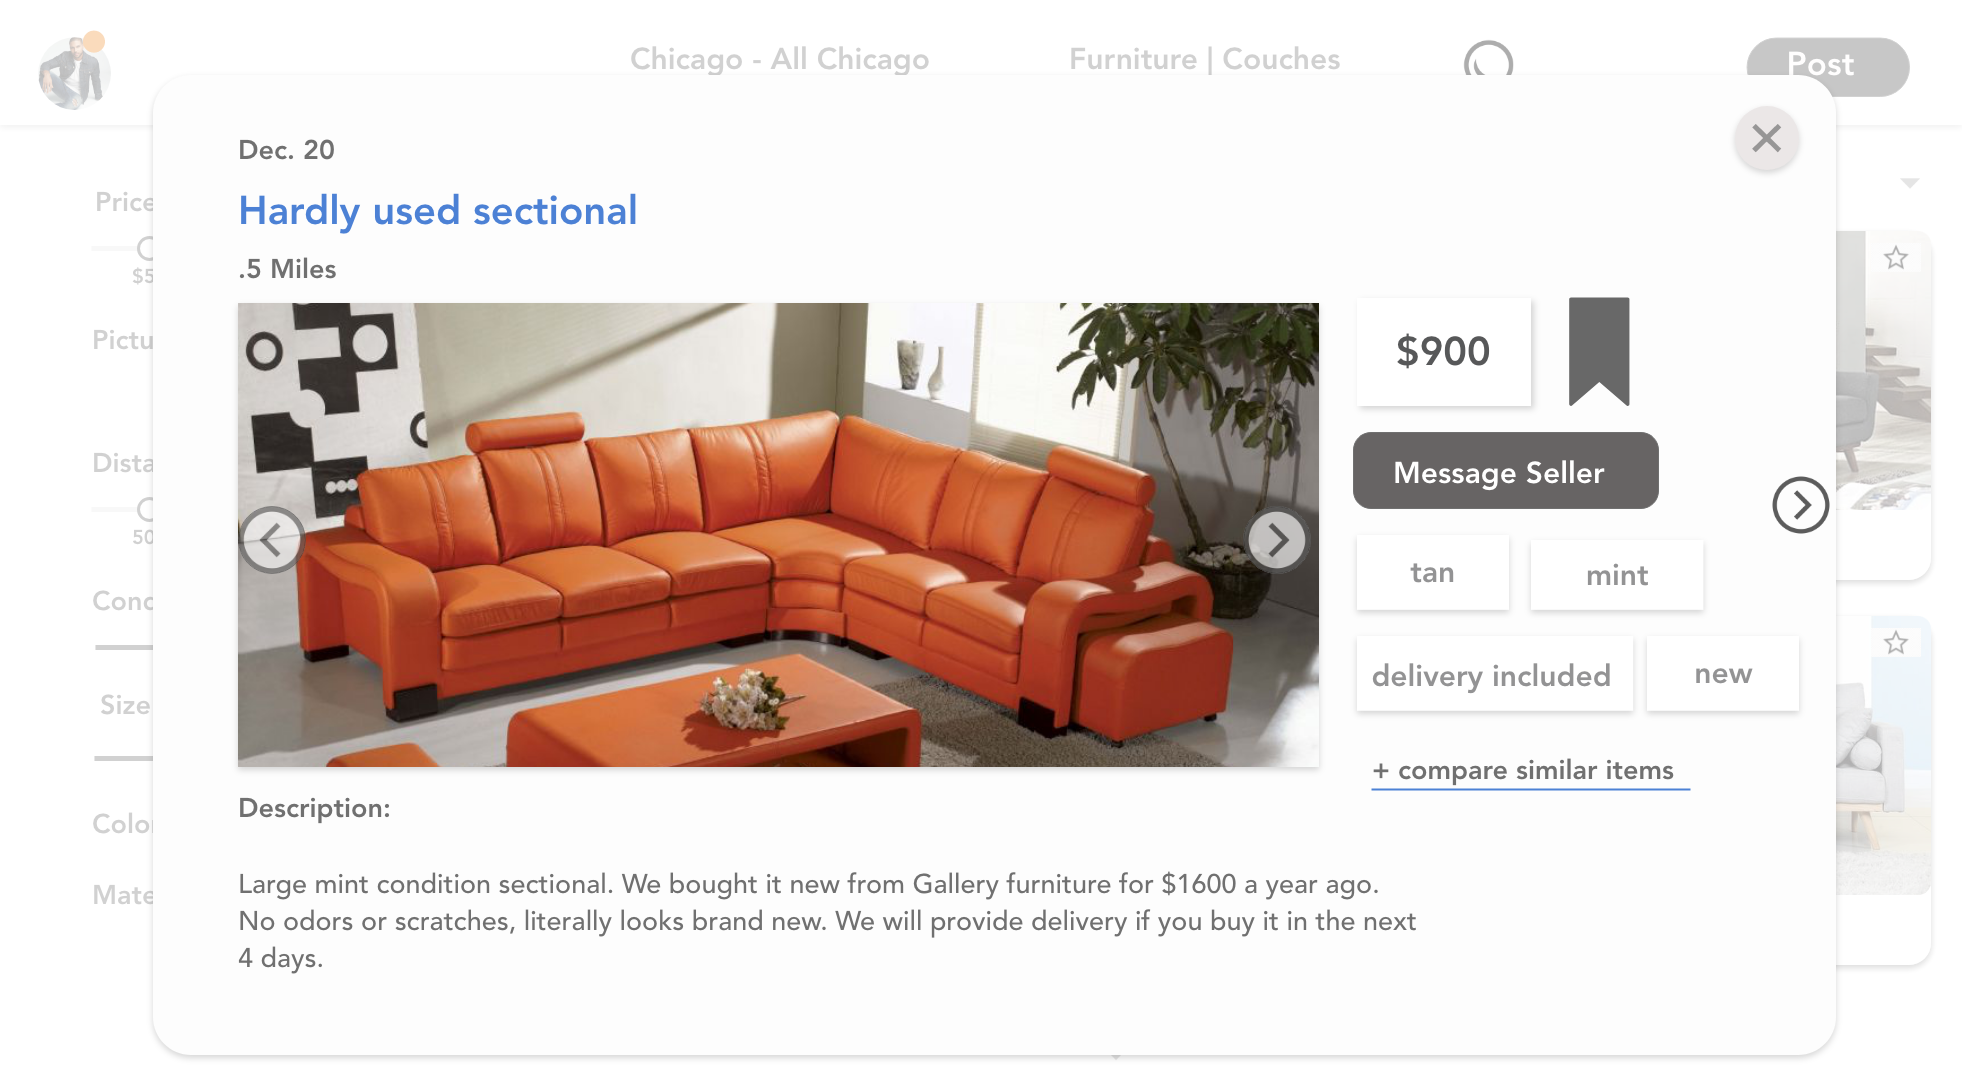 Chicago - All Chicago
Furniture | Couches
Post
Dec. 20
Hardly used sectional
.5 Miles
Price
$5
Pictu
Dista
50
Cond
Size
Color
Mate
$900
Message Seller
tan
mint
delivery included
new
+ compare similar items
Description:
Large mint condition sectional. We bought it new from Gallery furniture for $1600 a year ago.
No odors or scratches, literally looks brand new. We will provide delivery if you buy it in the next
4 days.